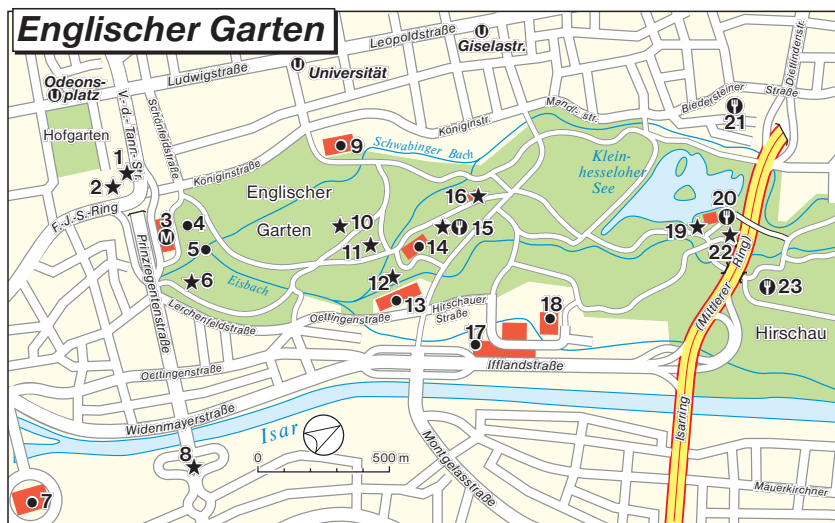 Englischer Garten
Leopoldstraße
U
Giselastr.
Dietlindenstr.
Ludwigstraße
U
Universität
Odeons-
U platz
V.- d.- Tann- Str.
Schönfeldstraße
Biedersteiner
Straße
21
Mandl- str.
Königinstr.
Hofgarten
9
Schwabinger Bach
Klein-
hesseloher
See
1
2
Königinstraße
Englischer
Garten
16
F.-J.-S.-Ring
3
M
4
10
15
20
19
5
11
14
22
Prinzregentenstraße
6
Eisbach
12
13
Hirschauer
Straße
18
23
Lerchenfeldstraße
Oettingenstraße
17
(Mittlerer Ring)
Hirschau
Oettingenstraße
Ifflandstraße
Widenmayerstraße
Isar
Isarring
8
0
500 m
Montgelasstraße
Mauerkircher
7